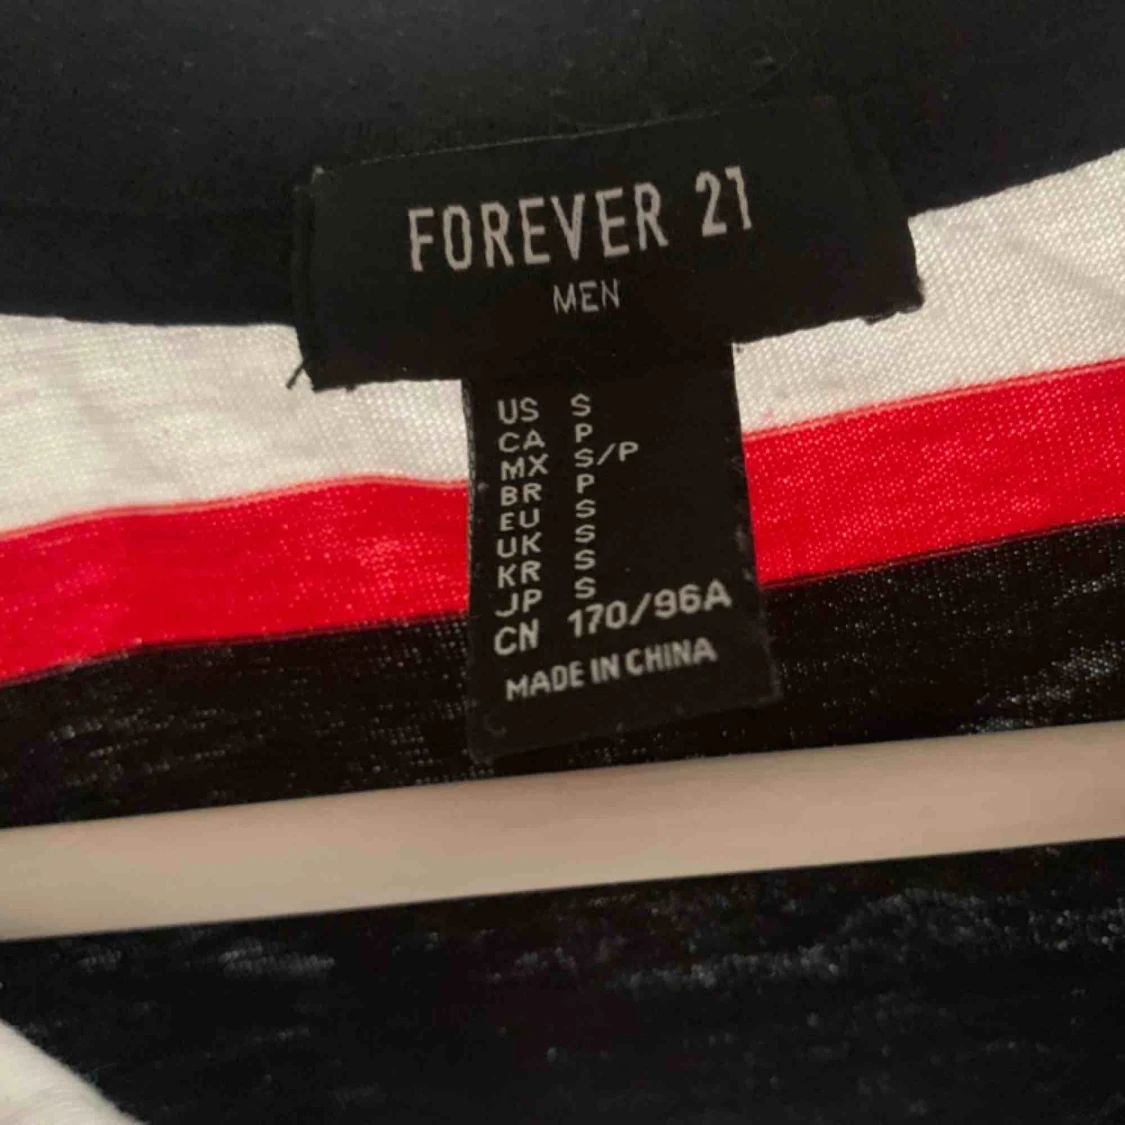 FOREVER 21
MEN
US S
CA P
MX S/P
BR P
EU S
UK S
KR S
JP S
CN 170/96A
MADE IN CHINA